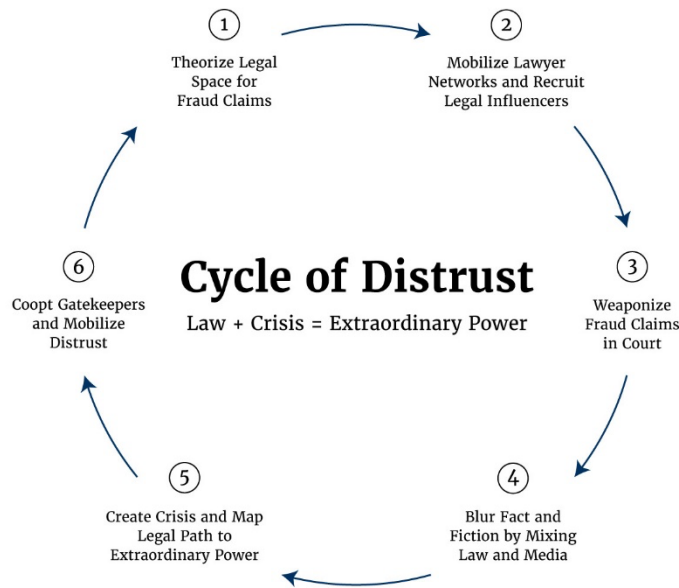 1
Theorize Legal
Space for
Fraud Claims
2
Mobilize Lawyer
Networks and Recruit
Legal Influencers
3
Weaponize
Fraud Claims
in Court
4
Blur Fact and
Fiction by Mixing
Law and Media
5
Create Crisis and Map
Legal Path to
Extraordinary Power
6
Coopt Gatekeepers
and Mobilize
Distrust
Cycle of Distrust
Law + Crisis = Extraordinary Power